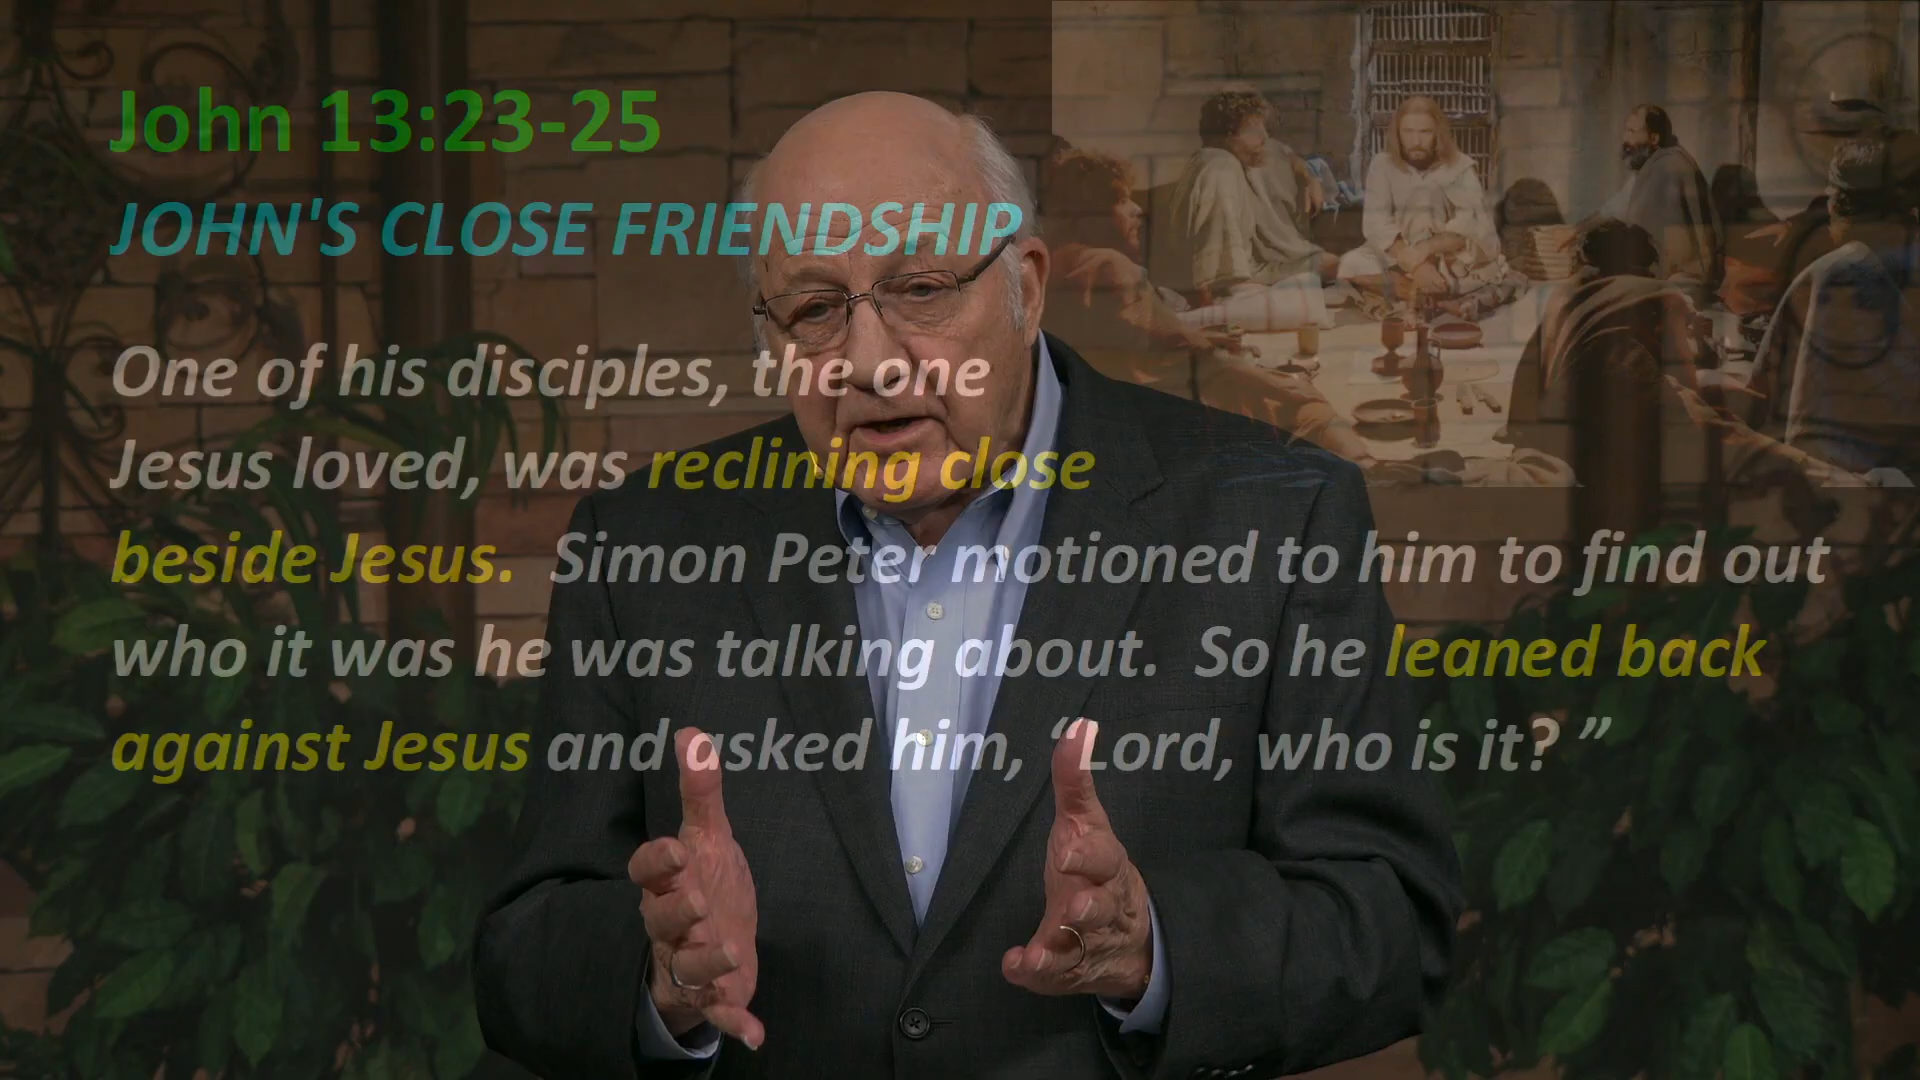 John 13:23-25
JOHN'S CLOSE FRIENDSHIP
One of his disciples, the one
Jesus loved, was reclining close
beside Jesus. Simon Peter motioned to him to find out
who it was he was talking about. So he leaned back
against Jesus and asked him, “Lord, who is it? ”